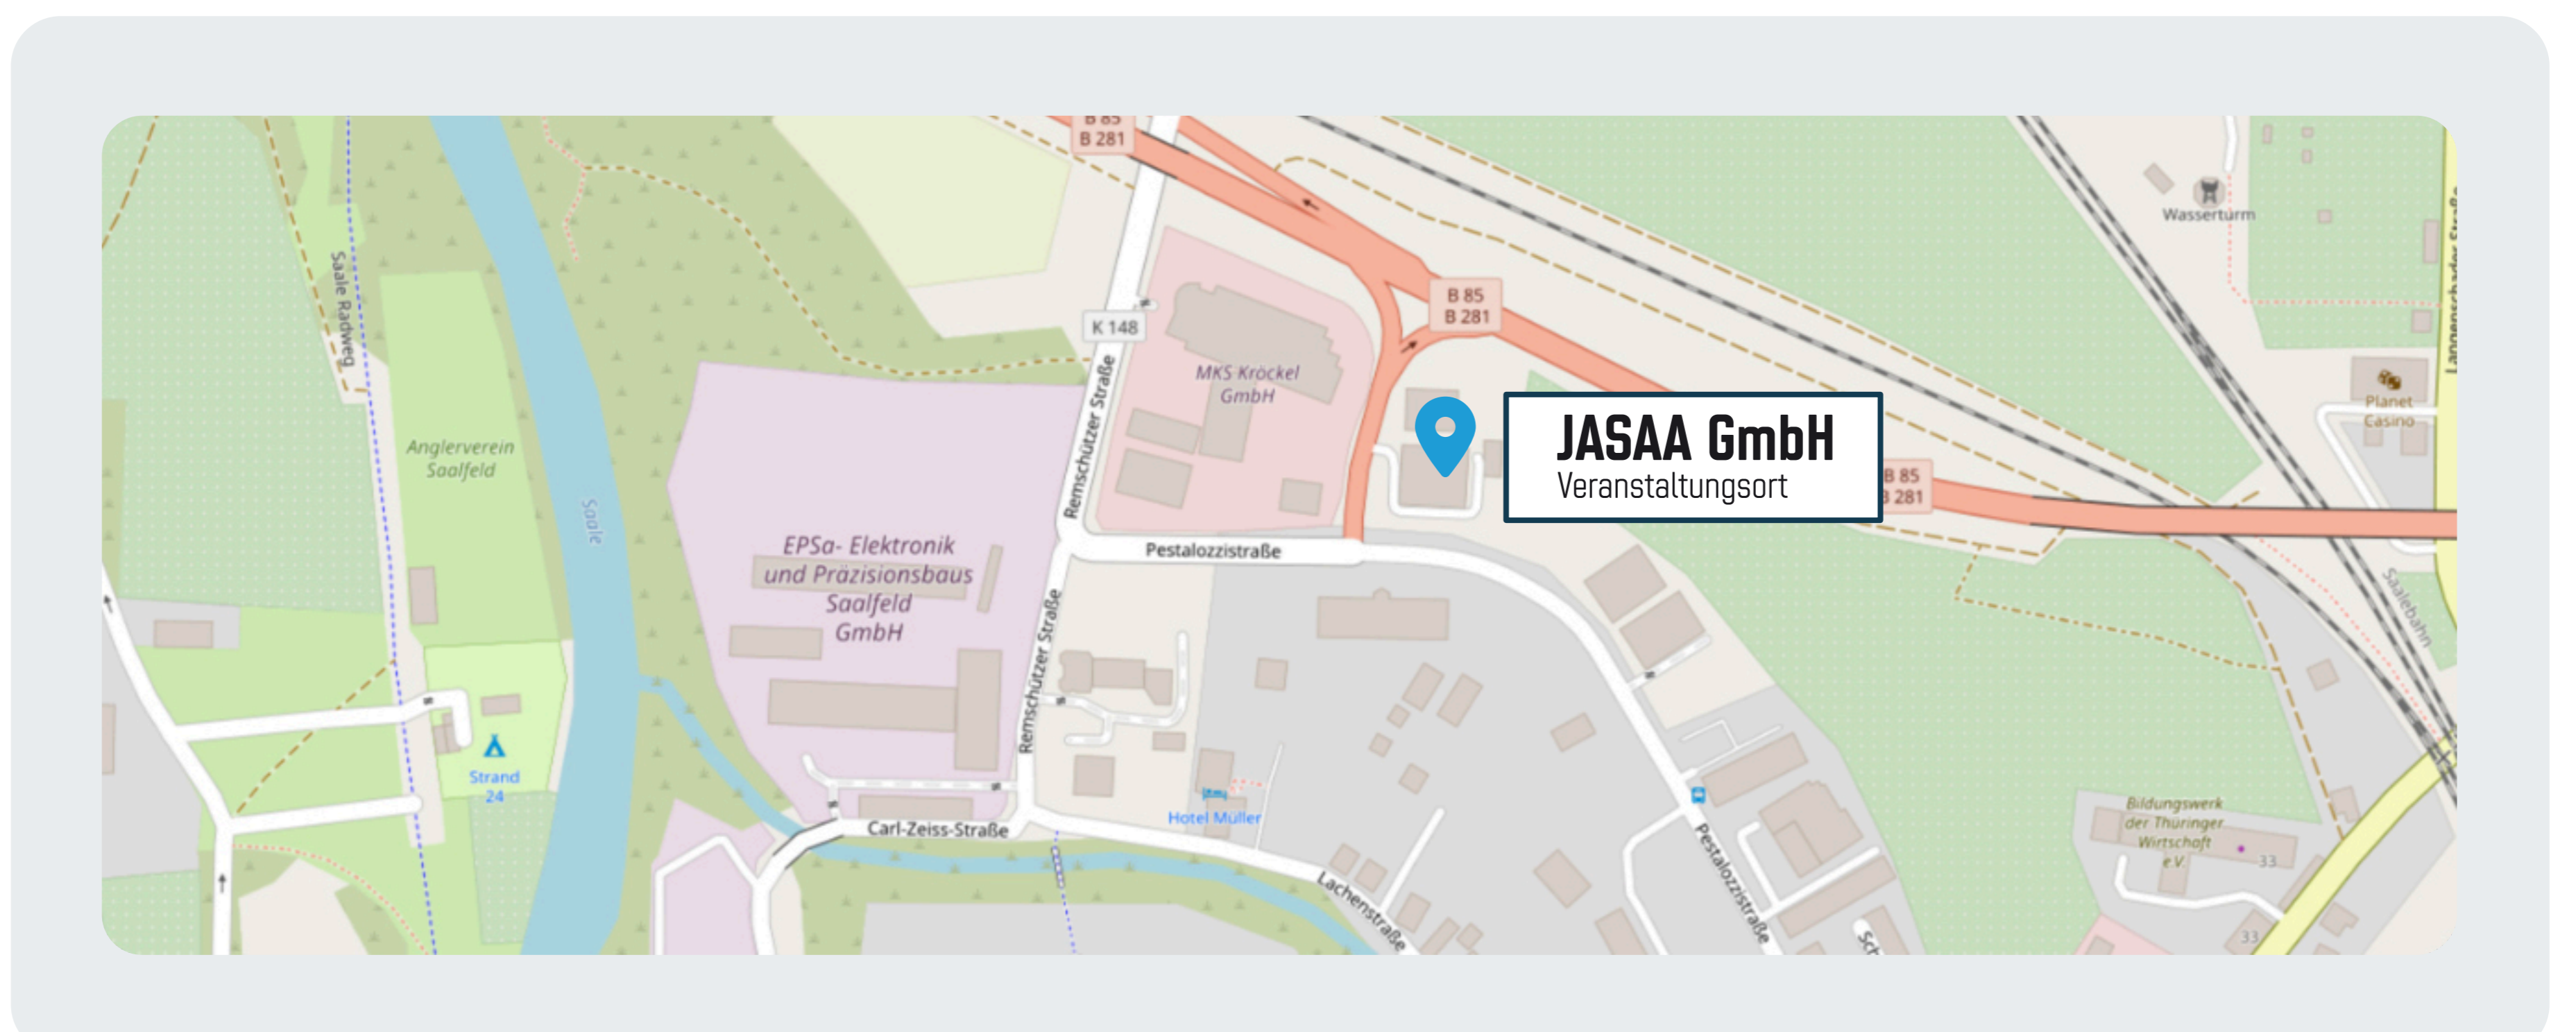 B 85
B 281
Wasserturm
Saale Radweg
K 148
B 85
B 281
MKS Kröckel
GmbH
Remschützer Straße
Planet
Casino
JASAA GmbH
Veranstaltungsort
B 85
B 281
Anglerverein
Saalfeld
Saale
EPSa- Elektronik
und Präzisionsbaus
Saalfeld
GmbH
Pestalozzistraße
Saalebahn
Remschützer Straße
Strand
24
Hotel Müller
Carl-Zeiss-Straße
Lachenstraße
Pestalozzistraße
Bildungswerk
der Thüringer
Wirtschaft
e.V.
33
33
Sch